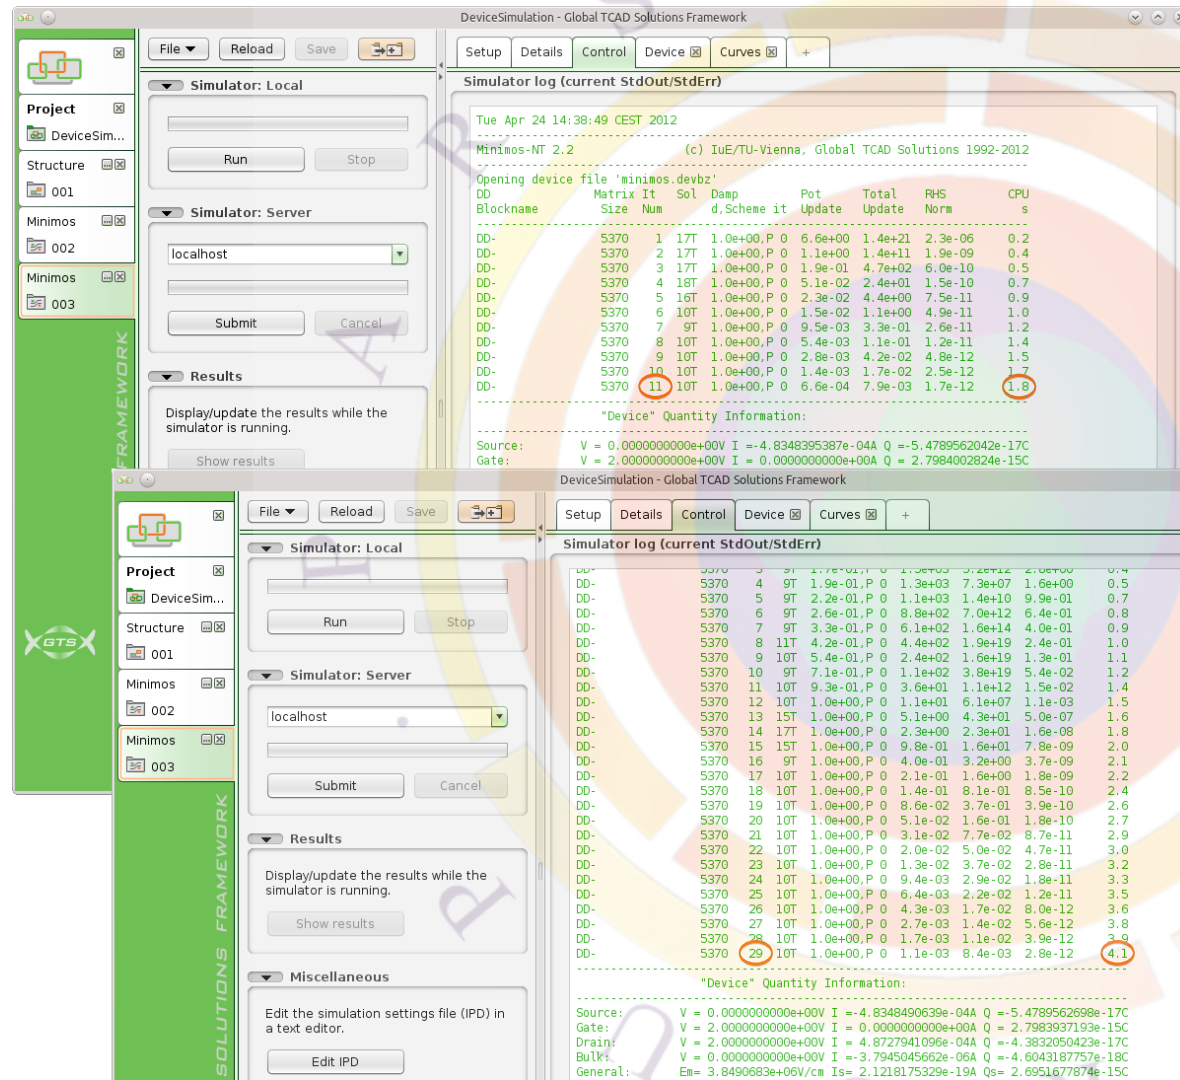 DeviceSimulation - Global TCAD Solutions Framework
File Reload Save
Setup Details Control Device Curves +
Simulator: Local
Simulator log (current StdOut/StdErr)
Project
DeviceSim...
Structure
001
Minimos
002
Minimos
003
FRAMEWORK
Run Stop
Simulator: Server
localhost
Submit Cancel
Results
Display/update the results while the
simulator is running.
Show results
Tue Apr 24 14:38:49 CEST 2012
Minimos-NT 2.2 (c) IuE/TU-Vienna, Global TCAD Solutions 1992-2012
Opening device file 'minimos.devbz'
DD Matrix It Sol Damp Pot Total RHS CPU
Blockname Size Num d,Scheme it Update Update Norm s
DD- 5370 1 17T 1.0e+00,P 0 6.6e+00 1.4e+21 2.3e-06 0.2
DD- 5370 2 17T 1.0e+00,P 0 1.1e+00 1.4e+11 1.9e-09 0.4
DD- 5370 3 17T 1.0e+00,P 0 1.9e-01 4.7e+02 6.0e-10 0.5
DD- 5370 4 18T 1.0e+00,P 0 5.1e-02 2.4e+01 1.5e-10 0.7
DD- 5370 5 16T 1.0e+00,P 0 2.3e-02 4.4e+00 7.5e-11 0.9
DD- 5370 6 10T 1.0e+00,P 0 1.5e-02 1.1e+00 4.9e-11 1.0
DD- 5370 7 9T 1.0e+00,P 0 9.5e-03 3.3e-01 2.6e-11 1.2
DD- 5370 8 10T 1.0e+00,P 0 5.4e-03 1.1e-01 1.2e-11 1.4
DD- 5370 9 10T 1.0e+00,P 0 2.8e-03 4.2e-02 4.8e-12 1.5
DD- 5370 10 10T 1.0e+00,P 0 1.4e-03 1.7e-02 2.5e-12 1.7
DD- 5370 11 10T 1.0e+00,P 0 6.6e-04 7.9e-03 1.7e-12 1.8
"Device" Quantity Information:
Source: V = 0.0000000000e+00V I =-4.8348395387e-04A Q =-5.4789562042e-17C
Gate: V = 2.0000000000e+00V I = 0.0000000000e+00A Q = 2.7984002824e-15C
GTS
DeviceSimulation - Global TCAD Solutions Framework
File Reload Save
Setup Details Control Device Curves +
Simulator: Local
Simulator log (current StdOut/StdErr)
Project
DeviceSim...
Structure
001
Minimos
002
Minimos
003
SOLUTIONS FRAMEWORK
Run Stop
Simulator: Server
localhost
Submit Cancel
Results
Display/update the results while the
simulator is running.
Show results
Miscellaneous
Edit the simulation settings file (IPD) in
a text editor.
Edit IPD
DD- 5370 4 9T 1.9e-01,P 0 1.3e+03 7.3e+07 1.6e+00 0.5
DD- 5370 5 9T 2.2e-01,P 0 1.1e+03 1.4e+10 9.9e-01 0.7
DD- 5370 6 9T 2.6e-01,P 0 8.8e+02 7.0e+12 6.4e-01 0.8
DD- 5370 7 9T 3.3e-01,P 0 6.1e+02 1.6e+14 4.0e-01 0.9
DD- 5370 8 11T 4.2e-01,P 0 4.4e+02 1.9e+19 2.4e-01 1.0
DD- 5370 9 10T 5.4e-01,P 0 2.4e+02 1.6e+19 1.3e-01 1.1
DD- 5370 10 9T 7.1e-01,P 0 1.1e+02 3.8e+19 5.4e-02 1.2
DD- 5370 11 10T 9.3e-01,P 0 3.6e+01 1.1e+12 1.5e-02 1.4
DD- 5370 12 10T 1.0e+00,P 0 1.1e+01 6.1e+07 1.1e-03 1.5
DD- 5370 13 15T 1.0e+00,P 0 5.1e+00 4.3e+01 5.0e-07 1.6
DD- 5370 14 17T 1.0e+00,P 0 2.3e+00 2.3e+01 1.6e-08 1.8
DD- 5370 15 15T 1.0e+00,P 0 9.8e-01 1.6e+01 7.8e-09 2.0
DD- 5370 16 9T 1.0e+00,P 0 4.0e-01 3.2e+00 3.7e-09 2.1
DD- 5370 17 10T 1.0e+00,P 0 2.1e-01 1.6e+00 1.8e-09 2.2
DD- 5370 18 10T 1.0e+00,P 0 1.4e-01 8.1e-01 8.5e-10 2.4
DD- 5370 19 10T 1.0e+00,P 0 8.6e-02 3.7e-01 3.9e-10 2.6
DD- 5370 20 10T 1.0e+00,P 0 5.1e-02 1.6e-01 1.8e-10 2.7
DD- 5370 21 10T 1.0e+00,P 0 3.1e-02 7.7e-02 8.7e-11 2.9
DD- 5370 22 10T 1.0e+00,P 0 2.0e-02 5.0e-02 4.7e-11 3.0
DD- 5370 23 10T 1.0e+00,P 0 1.3e-02 3.7e-02 2.8e-11 3.2
DD- 5370 24 10T 1.0e+00,P 0 9.4e-03 2.9e-02 1.8e-11 3.3
DD- 5370 25 10T 1.0e+00,P 0 6.4e-03 2.2e-02 1.2e-11 3.5
DD- 5370 26 10T 1.0e+00,P 0 4.3e-03 1.7e-02 8.0e-12 3.6
DD- 5370 27 10T 1.0e+00,P 0 2.7e-03 1.4e-02 5.6e-12 3.8
DD- 5370 28 10T 1.0e+00,P 0 1.7e-03 1.1e-02 3.9e-12 3.9
DD- 5370 29 10T 1.0e+00,P 0 1.1e-03 8.4e-03 2.8e-12 4.1
"Device" Quantity Information:
Source: V = 0.0000000000e+00V I =-4.8348490639e-04A Q =-5.4789562698e-17C
Gate: V = 2.0000000000e+00V I = 0.0000000000e+00A Q = 2.7983937193e-15C
Drain: V = 2.0000000000e+00V I = 4.8727941096e-04A Q =-4.3832050423e-17C
Bulk: V = 0.0000000000e+00V I =-3.7945045662e-06A Q =-4.6043187757e-18C
General: Em= 3.8490683e+06V/cm Is= 2.1218175329e-19A Qs= 2.6951677874e-15C